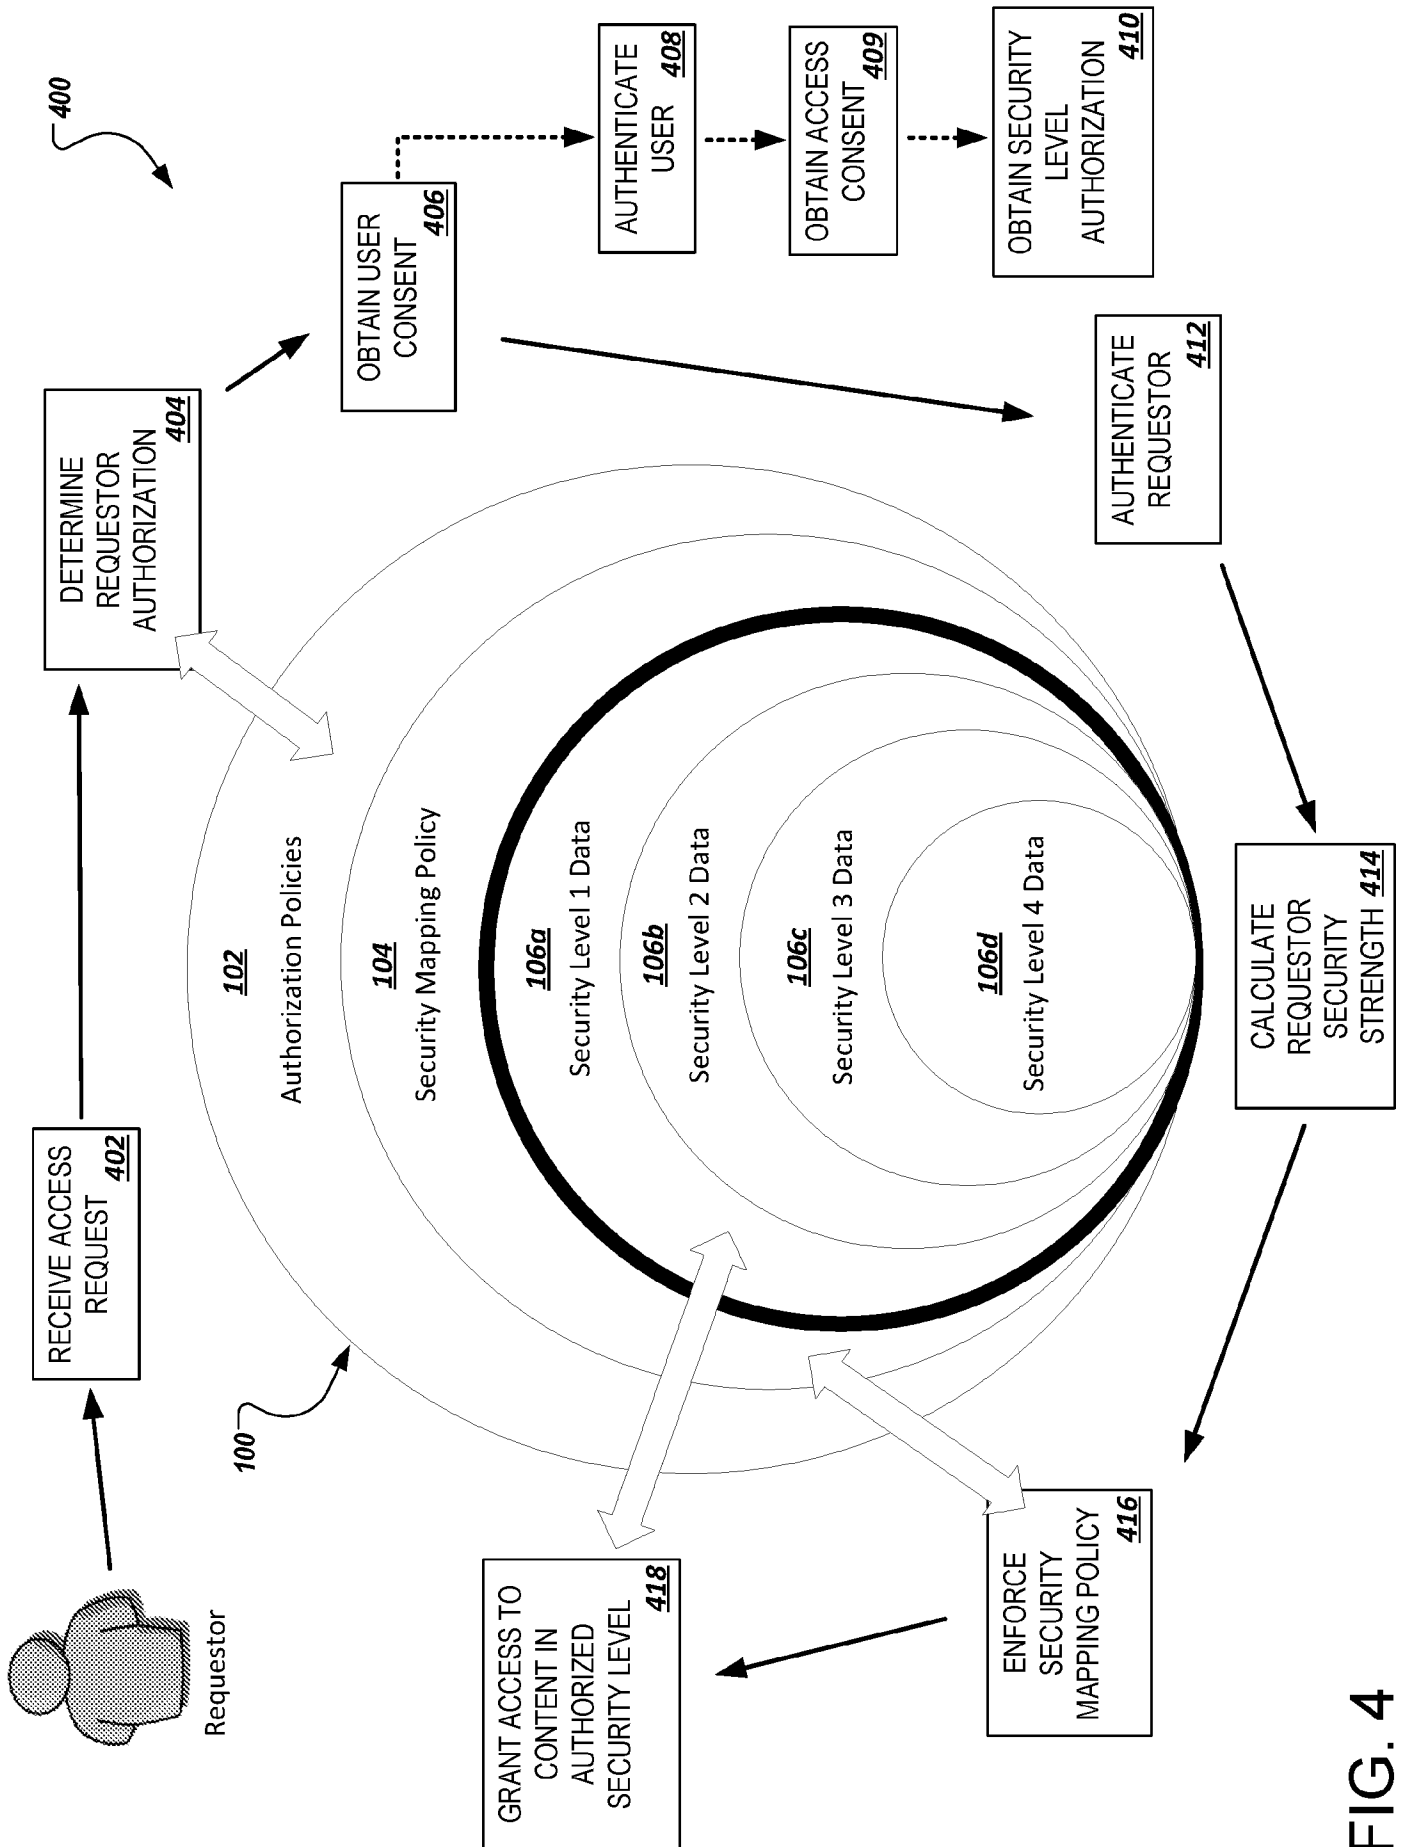 400
Requestor
RECEIVE ACCESS
REQUEST
402
DETERMINE
REQUESTOR
AUTHORIZATION
404
OBTAIN USER
CONSENT
406
AUTHENTICATE
USER
408
OBTAIN ACCESS
CONSENT
409
OBTAIN SECURITY
LEVEL
AUTHORIZATION
410
AUTHENTICATE
REQUESTOR
412
CALCULATE
REQUESTOR
SECURITY
STRENGTH 414
ENFORCE
SECURITY
MAPPING POLICY
416
GRANT ACCESS TO
CONTENT IN
AUTHORIZED
SECURITY LEVEL
418
100
102
Authorization Policies
104
Security Mapping Policy
106a
Security Level 1 Data
106b
Security Level 2 Data
106c
Security Level 3 Data
106d
Security Level 4 Data
FIG. 4